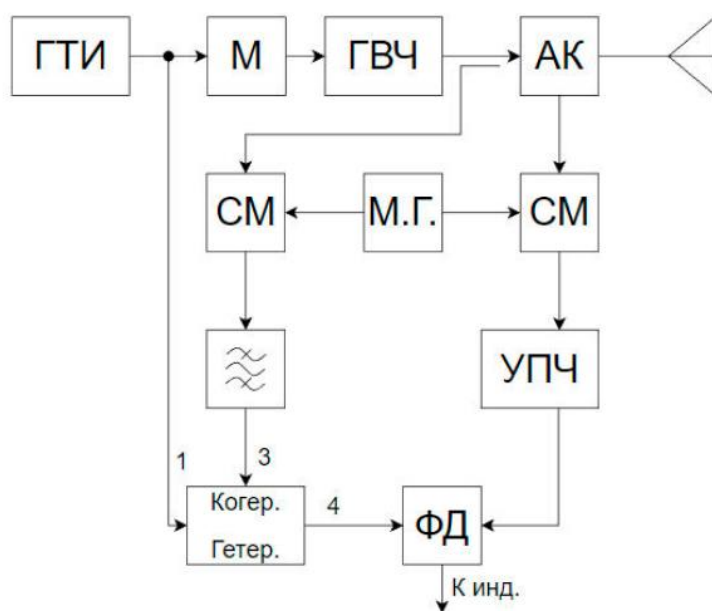 ГТИ М ГВЧ АК
СМ М.Г. СМ
УПЧ
1 3
Когер. 4 ФД
Гетер.
К инд.